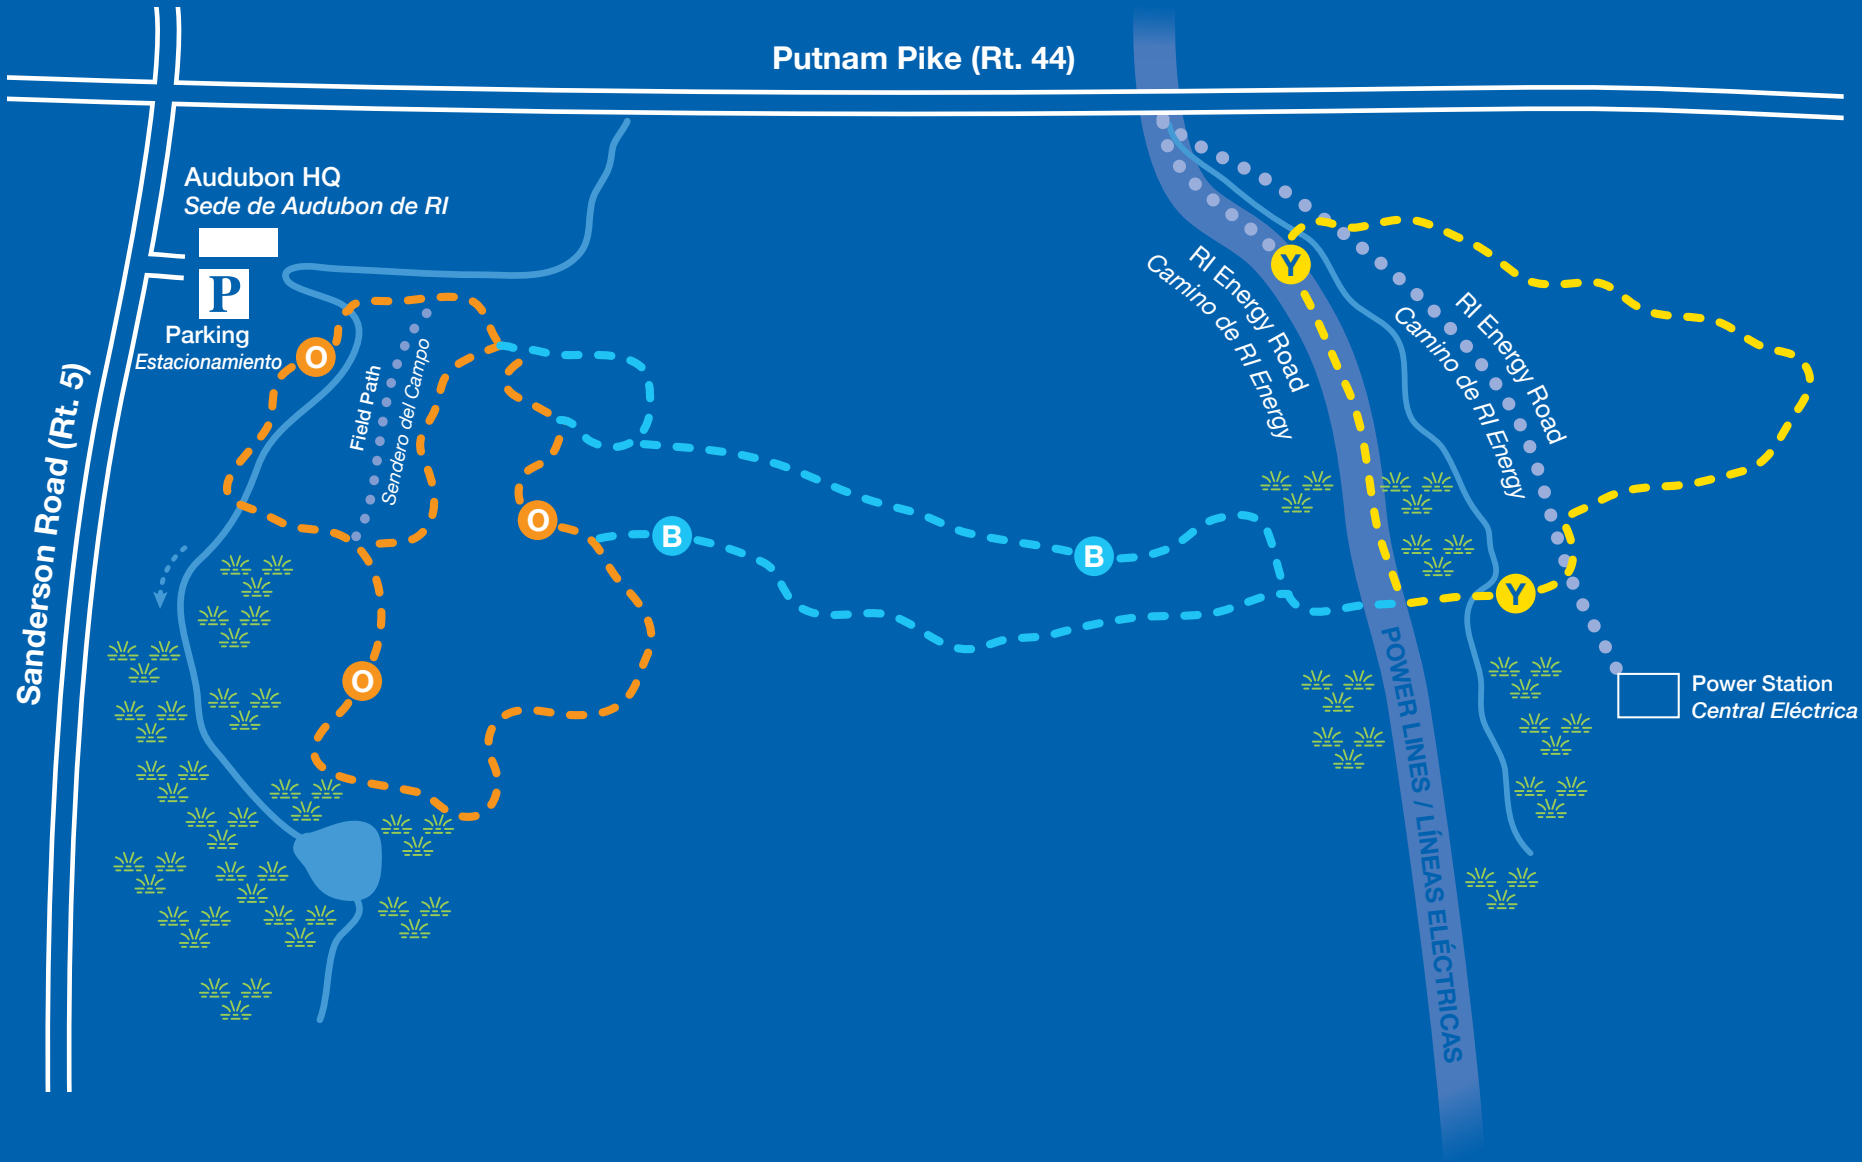 Putnam Pike (Rt. 44)
Audubon HQ
Sede de Audubon de RI
P
Parking
Estacionamiento
Sanderson Road (Rt. 5)
O
Field Path
Sendero del Campo
O
O
B
B
Y
Y
RI Energy Road
Camino de RI Energy
RI Energy Road
Camino de RI Energy
POWER LINES / LÍNEAS ELÉCTRICAS
Power Station
Central Eléctrica